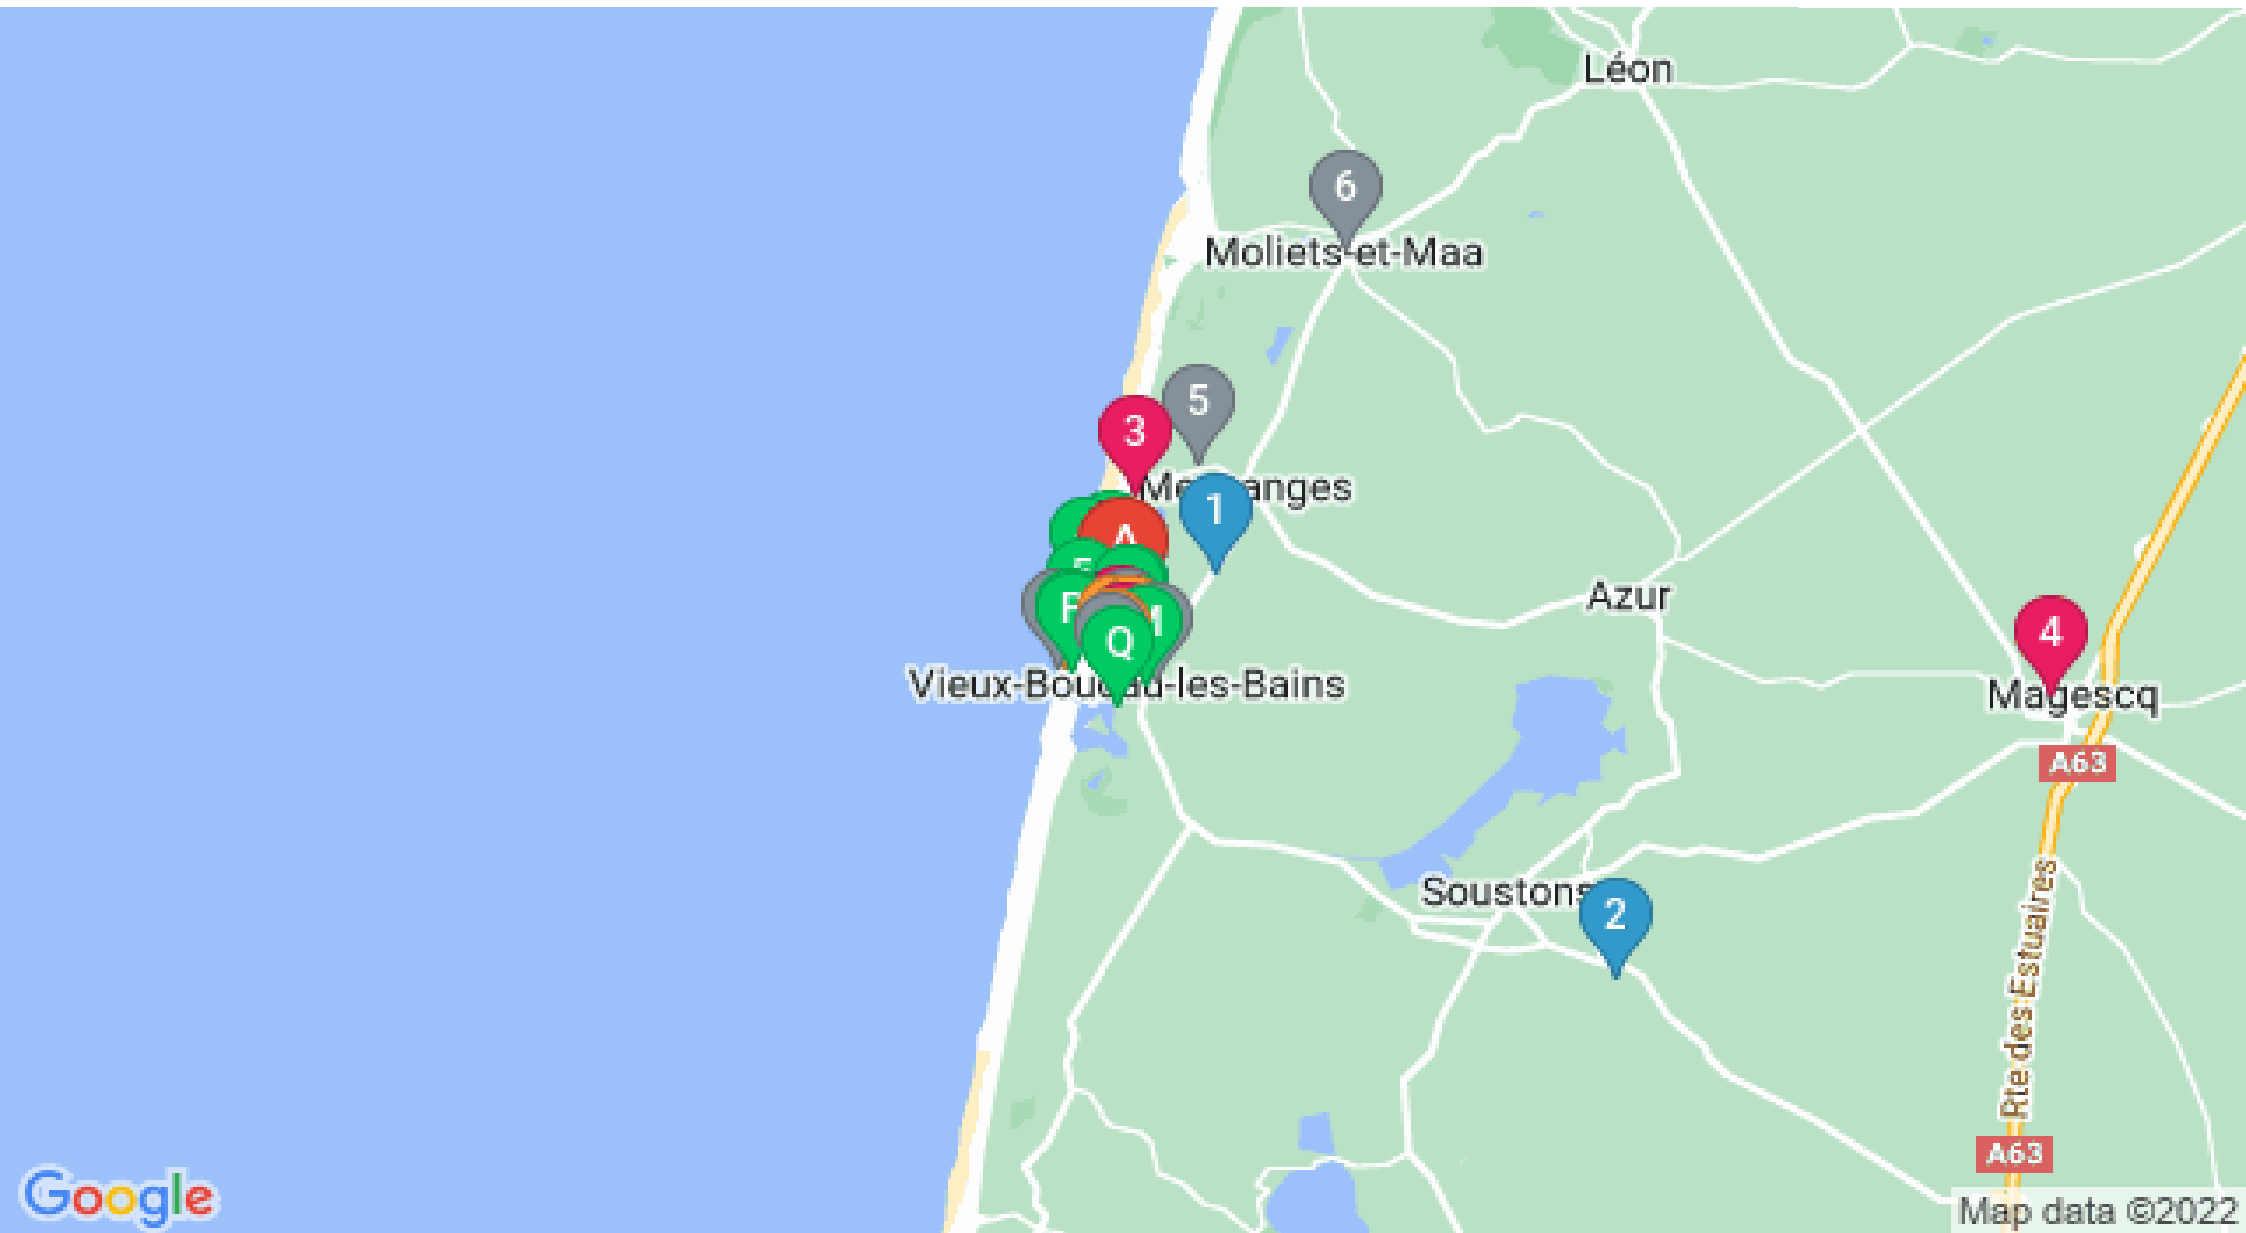 Léon
6
Moliets-et-Maa
5
3
1
A
Azur
F
4
Q
Vieux-Boucau-les-Bains
Magescq
A63
Soustons
2
Rte des Estuaires
A63
Google
Map data ©2022